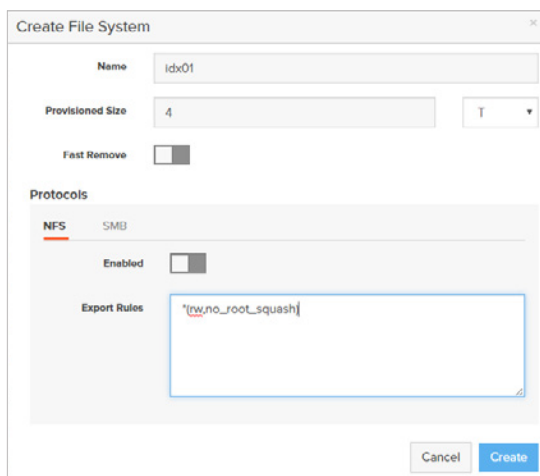 Create File System ×
Name idx01
Provisioned Size 4 T
Fast Remove
Protocols
NFS SMB
Enabled
Export Rules *(rw,no_root_squash)
Cancel Create